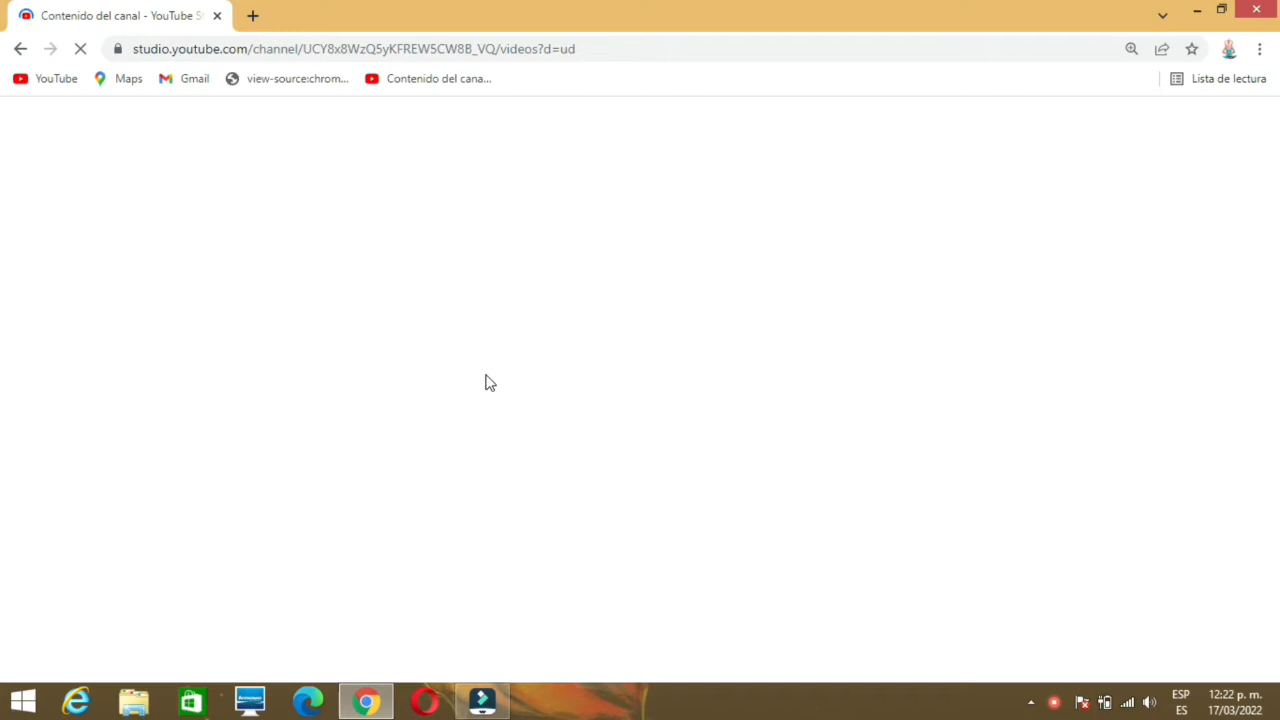 Contenido del canal - YouTube S
studio.youtube.com/channel/UCY8x8WzQ5yKFREW5CW8B_VQ/videos?d=ud
YouTube
Maps
Gmail
view-source:chrom...
Contenido del cana...
Lista de lectura
ESP
ES
12:22 p. m.
17/03/2022